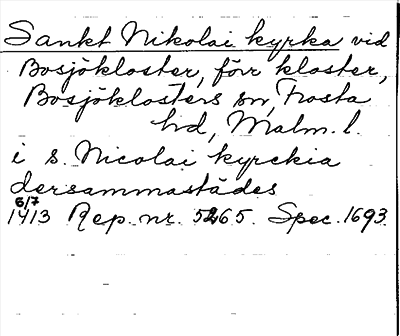 Sankt Nikolai kyrka vid
Bosjökloster, förr kloster,
Bosjöklosters sn, Frosta
hd, Malm. l.
i s. Nicolai kyrckia
dersammastädes
6/7
1413 Rep. nr. 5265. Spec. 1693.